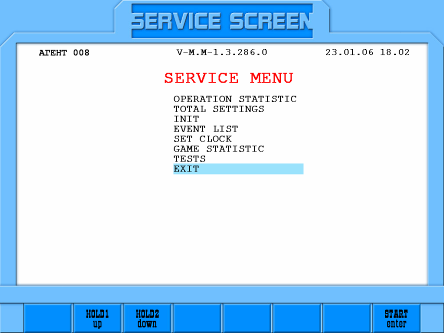 SERVICE SCREEN
АГЕНТ 008 V-M.M-1.3.286.0 23.01.06 18.02
SERVICE MENU
OPERATION STATISTIC
TOTAL SETTINGS
INIT
EVENT LIST
SET CLOCK
GAME STATISTIC
TESTS
EXIT
HOLD1 HOLD2 START
up down enter